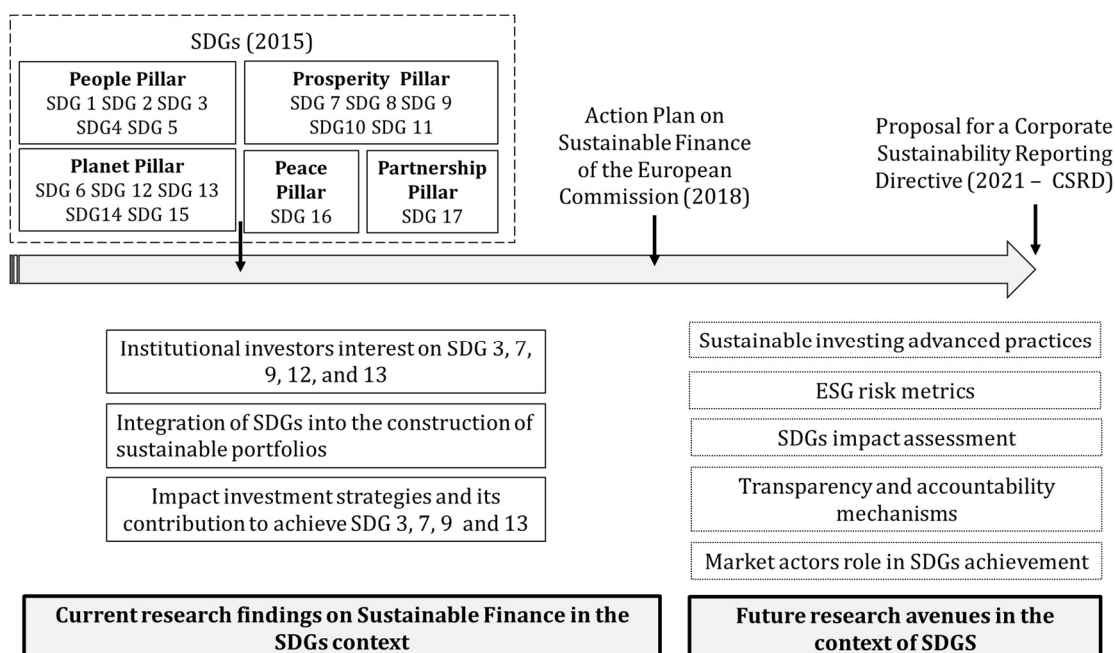 SDGs (2015)
People Pillar
SDG 1 SDG 2 SDG 3
SDG4 SDG 5
Prosperity Pillar
SDG 7 SDG 8 SDG 9
SDG10 SDG 11
Planet Pillar
SDG 6 SDG 12 SDG 13
SDG14 SDG 15
Peace
Pillar
SDG 16
Partnership
Pillar
SDG 17
Action Plan on
Sustainable Finance
of the European
Commission (2018)
Proposal for a Corporate
Sustainability Reporting
Directive (2021 – CSRD)
Institutional investors interest on SDG 3, 7,
9, 12, and 13
Integration of SDGs into the construction of
sustainable portfolios
Impact investment strategies and its
contribution to achieve SDG 3, 7, 9 and 13
Sustainable investing advanced practices
ESG risk metrics
SDGs impact assessment
Transparency and accountability
mechanisms
Market actors role in SDGs achievement
Current research findings on Sustainable Finance in the
SDGs context
Future research avenues in the
context of SDGS